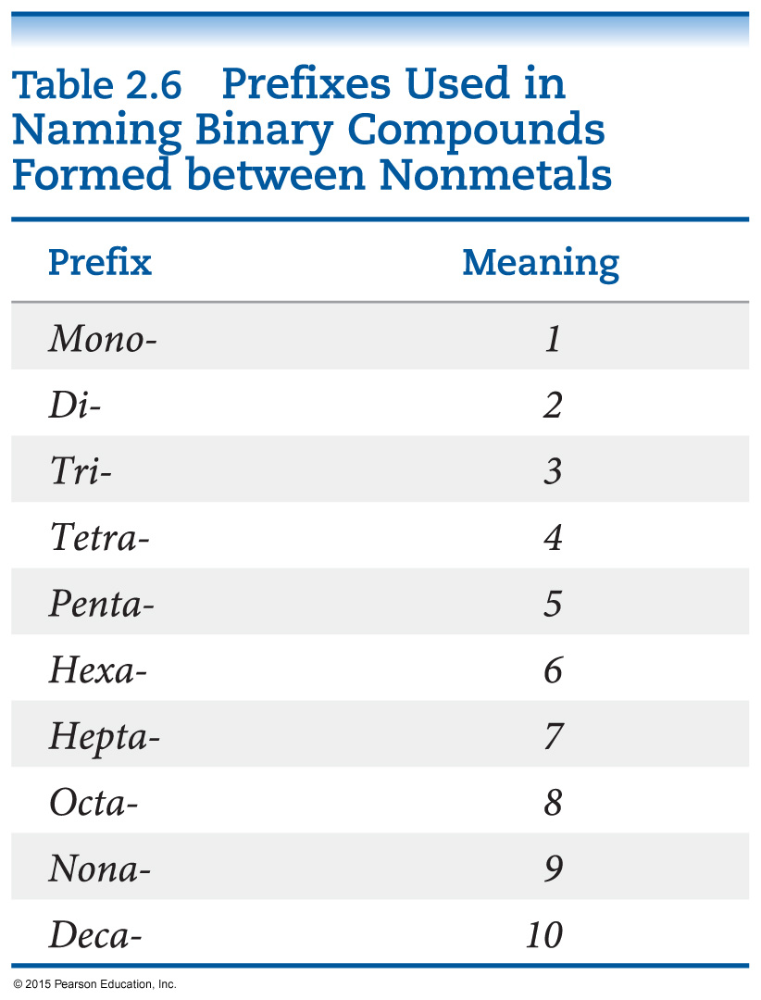 Table 2.6 Prefixes Used in
Naming Binary Compounds
Formed between Nonmetals
Prefix Meaning
Mono- 1
Di- 2
Tri- 3
Tetra- 4
Penta- 5
Hexa- 6
Hepta- 7
Octa- 8
Nona- 9
Deca- 10
© 2015 Pearson Education, Inc.